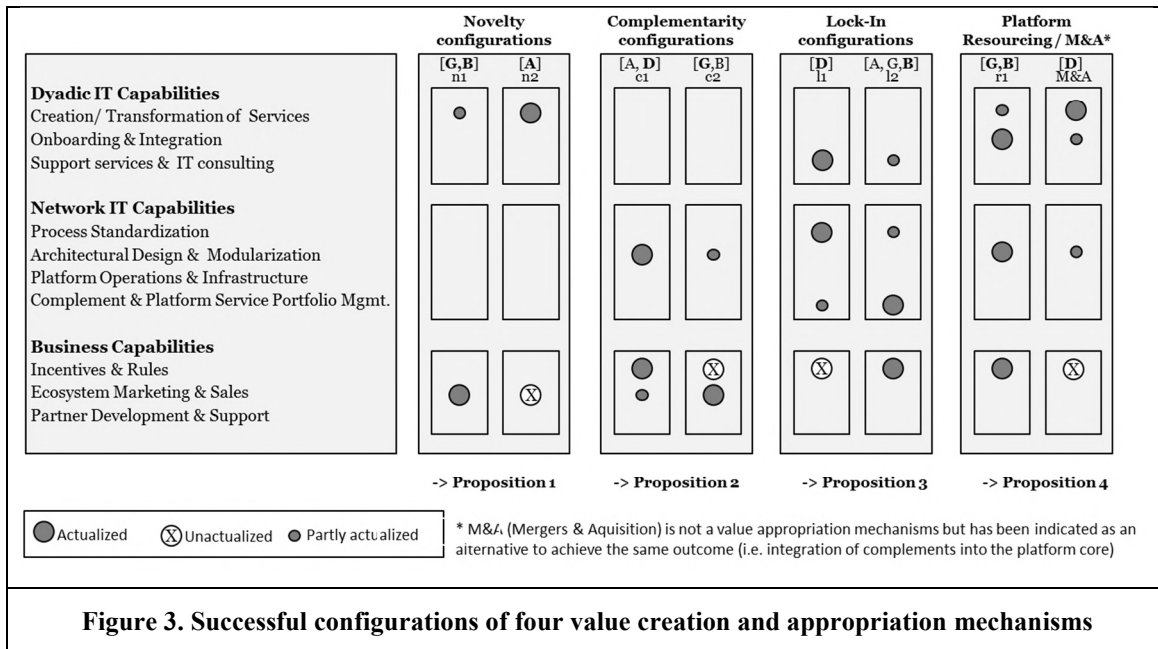 Novelty configurations
Complementarity configurations
Lock-In configurations
Platform Resourcing / M&A*
[G,B] n1
[A] n2
[A, D] c1
[G,B] c2
[D] l1
[A, G,B] l2
[G,B] r1
[D] M&A
Dyadic IT Capabilities
Creation/ Transformation of Services
Onboarding & Integration
Support services & IT consulting
Network IT Capabilities
Process Standardization
Architectural Design & Modularization
Platform Operations & Infrastructure
Complement & Platform Service Portfolio Mgmt.
Business Capabilities
Incentives & Rules
X
X
X
Ecosystem Marketing & Sales
X
Partner Development & Support
-> Proposition 1
-> Proposition 2
-> Proposition 3
-> Proposition 4
Actualized
X Unactualized
Partly actualized
* M&A (Mergers & Aquisition) is not a value appropriation mechanisms but has been indicated as an
alternative to achieve the same outcome (i.e. integration of complements into the platform core)
Figure 3. Successful configurations of four value creation and appropriation mechanisms